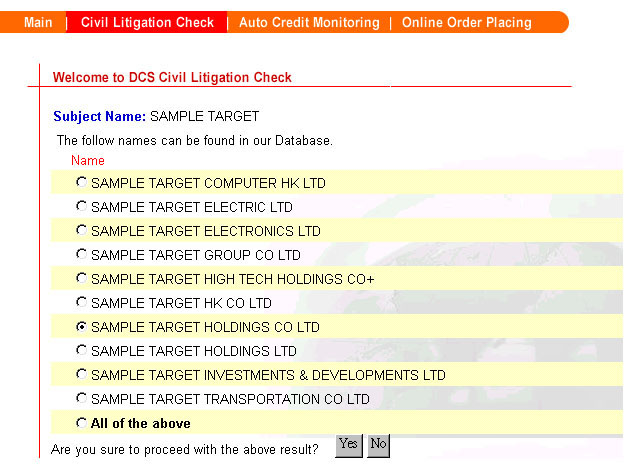 Main | Civil Litigation Check | Auto Credit Monitoring | Online Order Placing
Welcome to DCS Civil Litigation Check
Subject Name: SAMPLE TARGET
The follow names can be found in our Database.
Name
SAMPLE TARGET COMPUTER HK LTD
SAMPLE TARGET ELECTRIC LTD
SAMPLE TARGET ELECTRONICS LTD
SAMPLE TARGET GROUP CO LTD
SAMPLE TARGET HIGH TECH HOLDINGS CO+
SAMPLE TARGET HK CO LTD
SAMPLE TARGET HOLDINGS CO LTD
SAMPLE TARGET HOLDINGS LTD
SAMPLE TARGET INVESTMENTS & DEVELOPMENTS LTD
SAMPLE TARGET TRANSPORTATION CO LTD
All of the above
Are you sure to proceed with the above result? Yes No